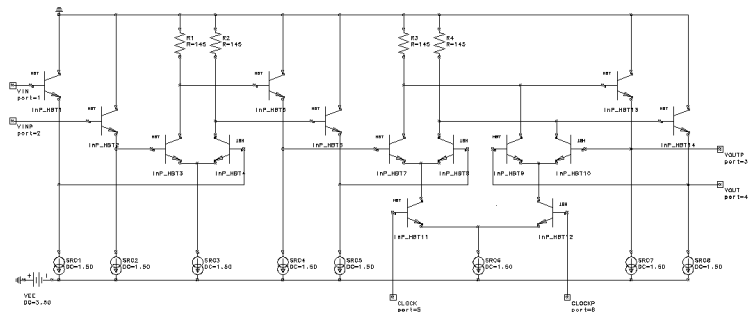 R1
R=145
R2
R=145
R3
R=145
R4
R=145
HBT
HBT
HBT
VIN
port=1
InP_HBT1
InP_HBT5
InP_HBT13
VINP
port=2
HBT
HBT
HBT
InP_HBT2
InP_HBT6
InP_HBT14
HBT
HBT
HBT
HBT
HBT
HBT
VOUTP
port=3
InP_HBT3
InP_HBT4
InP_HBT7
InP_HBT8
InP_HBT9
InP_HBT10
VOUT
port=4
HBT
HBT
InP_HBT11
InP_HBT12
SRC1
DC=1.50
SRC2
DC=1.50
SRC3
DC=1.50
SRC4
DC=1.50
SRC5
DC=1.50
SRC6
DC=1.50
SRC7
DC=1.50
SRC8
DC=1.50
VEE
DC=3.50
CLOCK
port=5
CLOCKP
port=6